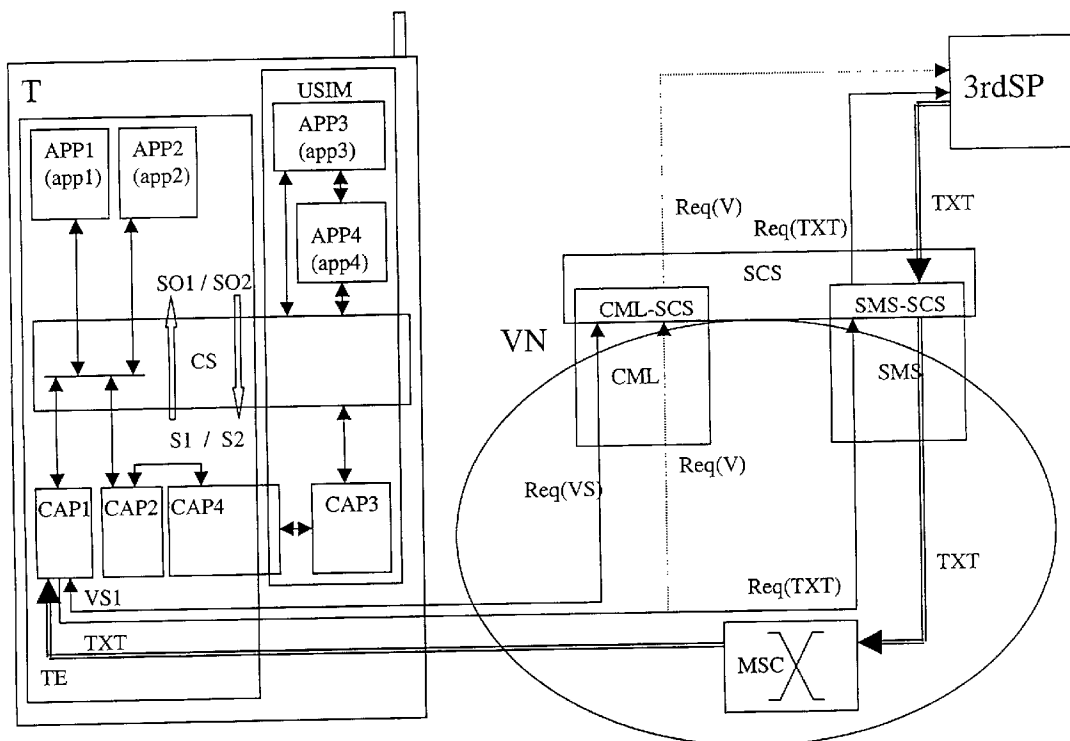 T
USIM
APP1
(app1)
APP2
(app2)
APP3
(app3)
APP4
(app4)
SO1 / SO2
CS
S1 / S2
CAP1
CAP2
CAP4
CAP3
VS1
TXT
TE
3rdSP
Req(V)
Req(TXT)
TXT
SCS
CML-SCS
SMS-SCS
VN
CML
SMS
Req(V)
Req(VS)
TXT
Req(TXT)
MSC